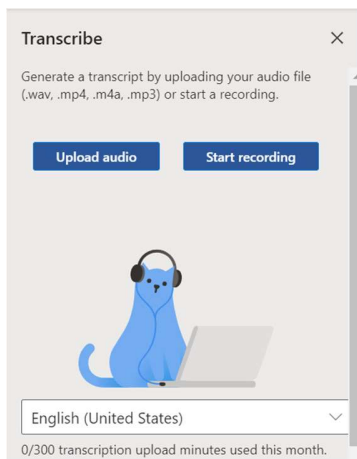 Transcribe
Generate a transcript by uploading your audio file
(.wav, .mp4, .m4a, .mp3) or start a recording.
Upload audio
Start recording
English (United States)
0/300 transcription upload minutes used this month.